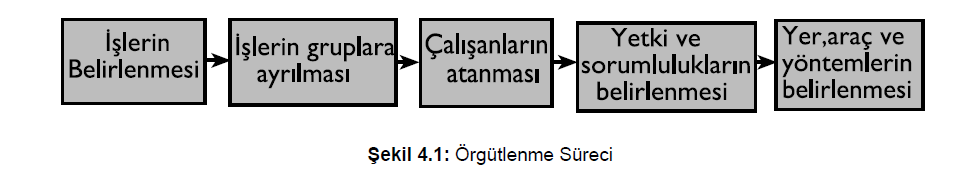 İşlerin
Belirlenmesi
İşlerin gruplara
ayrılması
Çalışanların
atanması
Yetki ve
sorumlulukların
belirlenmesi
Yer,araç ve
yöntemlerin
belirlenmesi
Şekil 4.1: Örgütlenme Süreci